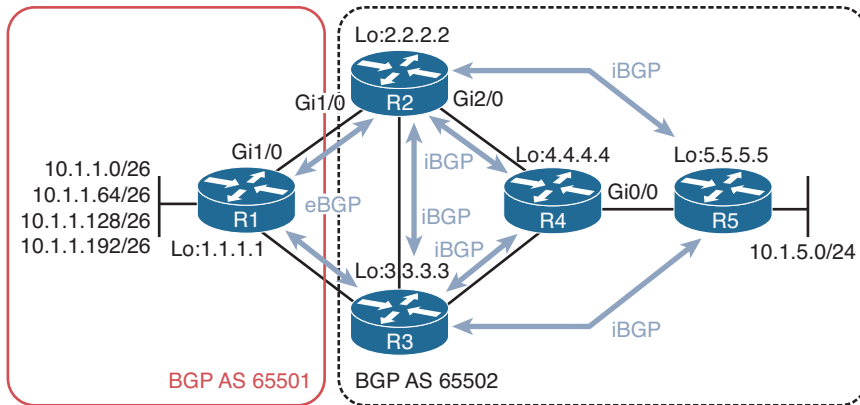 Lo:2.2.2.2
iBGP
R2
Gi1/0
Gi2/0
Gi1/0
iBGP
Lo:4.4.4.4
Lo:5.5.5.5
10.1.1.0/26
10.1.1.64/26
10.1.1.128/26
10.1.1.192/26
R1
eBGP
iBGP
R4
Gi0/0
R5
Lo:1.1.1.1
iBGP
10.1.5.0/24
Lo:3.3.3.3
R3
iBGP
BGP AS 65501
BGP AS 65502